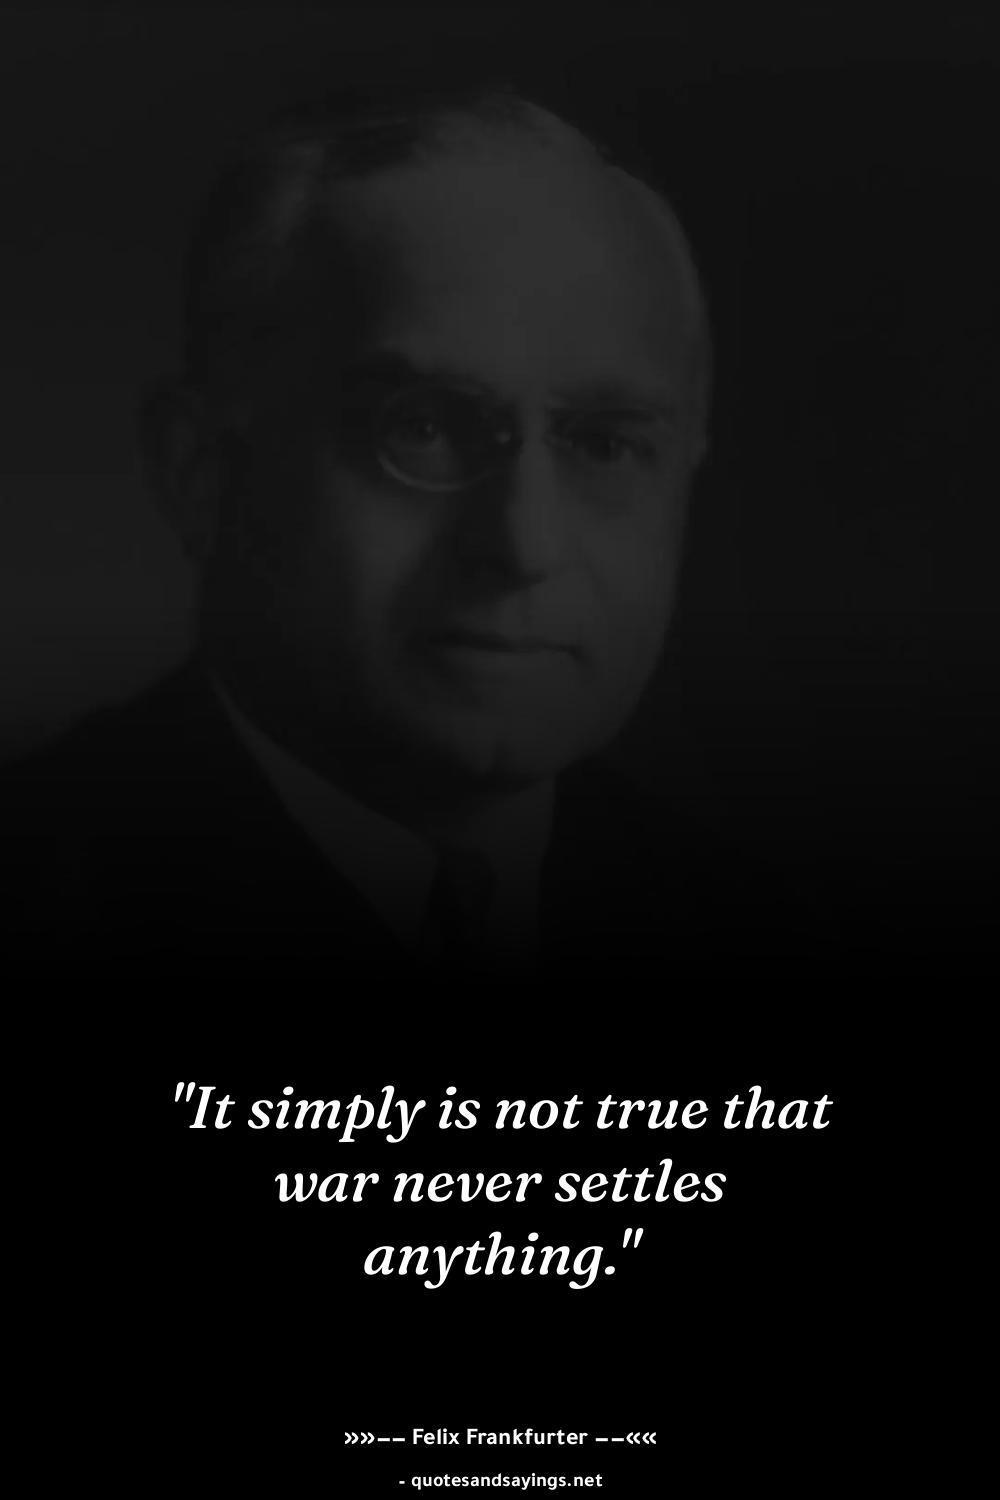 "It simply is not true that
war never settles
anything."
»»−− Felix Frankfurter −−««
- quotesandsayings.net